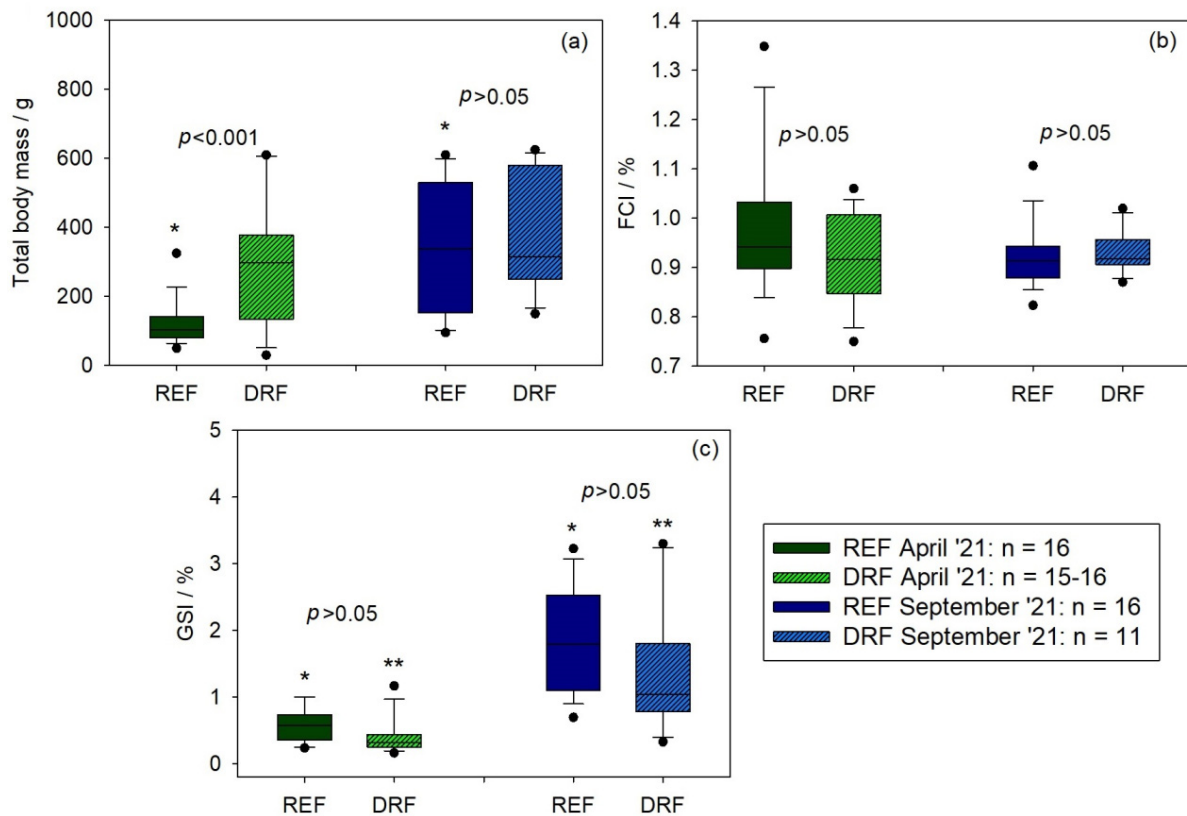 (a)
Total body mass / g
1000
800
600
400
200
0
p<0.001
p>0.05
*
*
REF
DRF
REF
DRF
(b)
FCI / %
1.4
1.3
1.2
1.1
1.0
0.9
0.8
0.7
p>0.05
p>0.05
REF
DRF
REF
DRF
(c)
GSI / %
5
4
3
2
1
0
p>0.05
p>0.05
*
**
*
**
REF
DRF
REF
DRF
REF April '21: n = 16
DRF April '21: n = 15-16
REF September '21: n = 16
DRF September '21: n = 11